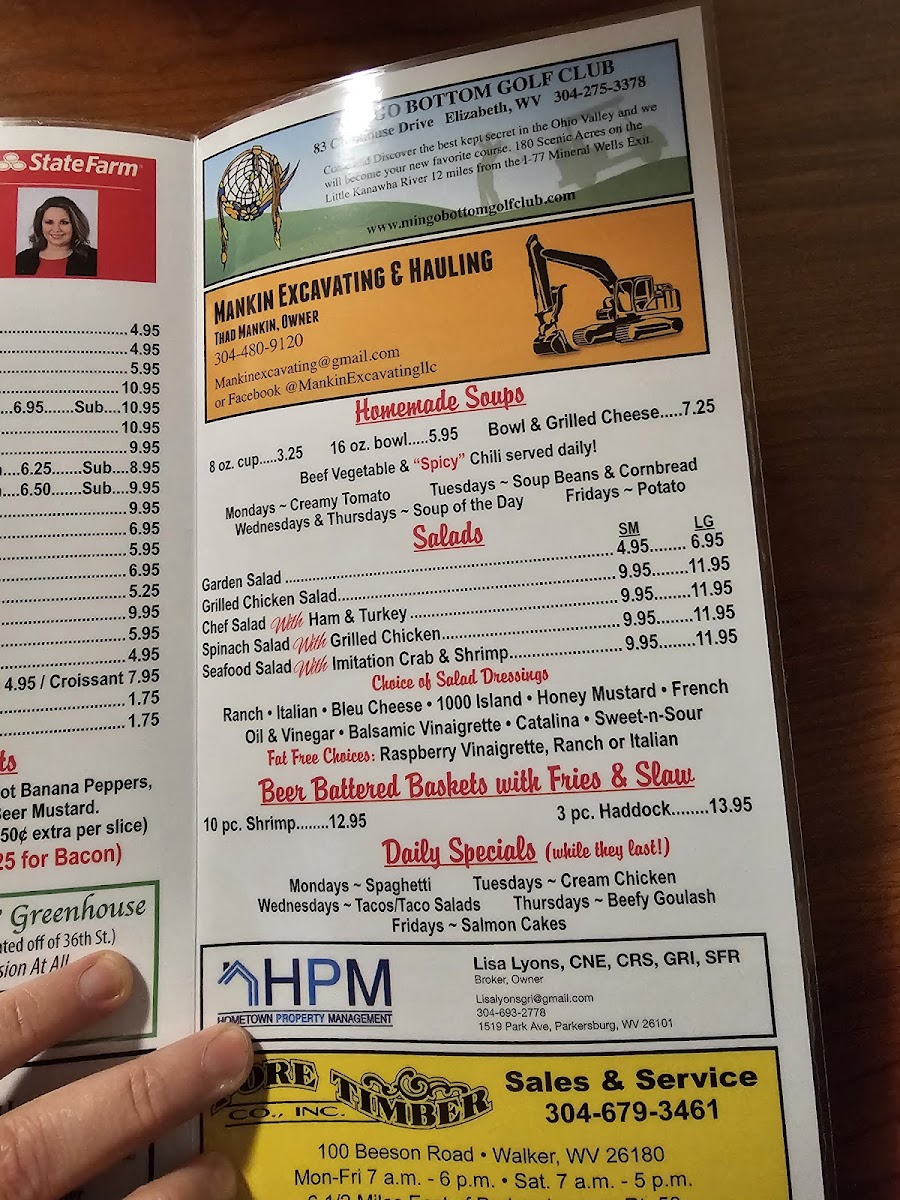 StateFarm
4.95
4.95
5.95
10.95
6.95.......Sub....10.95
10.95
9.95
6.25.......Sub....8.95
6.50.......Sub....9.95
9.95
6.95
5.95
6.95
5.25
9.95
5.95
4.95
4.95 / Croissant 7.95
1.75
1.75
Banana Peppers,
Beer Mustard.
50¢ extra per slice)
25 for Bacon)
Greenhouse
off of 36th St.)
At All
BOTTOM GOLF CLUB
83 Drive Elizabeth, WV 304-275-3378
and Discover the best kept secret in the Ohio Valley and we
will become your new favorite course. 180 Scenic Acres on the
Little Kanawha River 12 miles from the I-77 Mineral Wells Exit.
www.mingobottomgolfclub.com
MANKIN EXCAVATING & HAULING
THAD MANKIN, OWNER
304-480-9120
Mankinexcavating@gmail.com
or Facebook @MankinExcavatingllc
Homemade Soups
8 oz. cup.....3.25 16 oz. bowl.....5.95 Bowl & Grilled Cheese.....7.25
Beef Vegetable & “Spicy” Chili served daily!
Mondays ~ Creamy Tomato Tuesdays ~ Soup Beans & Cornbread
Wednesdays & Thursdays ~ Soup of the Day Fridays ~ Potato
Salads
SM LG
Garden Salad ........ 4.95........ 6.95
Grilled Chicken Salad........ 9.95........11.95
Chef Salad With Ham & Turkey........ 9.95........11.95
Spinach Salad With Grilled Chicken........ 9.95........11.95
Seafood Salad With Imitation Crab & Shrimp........ 9.95........11.95
Choice of Salad Dressings
Ranch • Italian • Bleu Cheese • 1000 Island • Honey Mustard • French
Oil & Vinegar • Balsamic Vinaigrette • Catalina • Sweet-n-Sour
Fat Free Choices: Raspberry Vinaigrette, Ranch or Italian
Beer Battered Baskets with Fries & Slaw
10 pc. Shrimp........12.95 3 pc. Haddock........13.95
Daily Specials (while they last!)
Mondays ~ Spaghetti Tuesdays ~ Cream Chicken
Wednesdays ~ Tacos/Taco Salads Thursdays ~ Beefy Goulash
Fridays ~ Salmon Cakes
HPM
HOMETOWN PROPERTY MANAGEMENT
Lisa Lyons, CNE, CRS, GRI, SFR
Broker, Owner
Lisalyonsgri@gmail.com
304-693-2778
1519 Park Ave, Parkersburg, WV 26101
TIMBER
CO., INC.
Sales & Service
304-679-3461
100 Beeson Road • Walker, WV 26180
Mon-Fri 7 a.m. - 6 p.m. • Sat. 7 a.m. - 5 p.m.